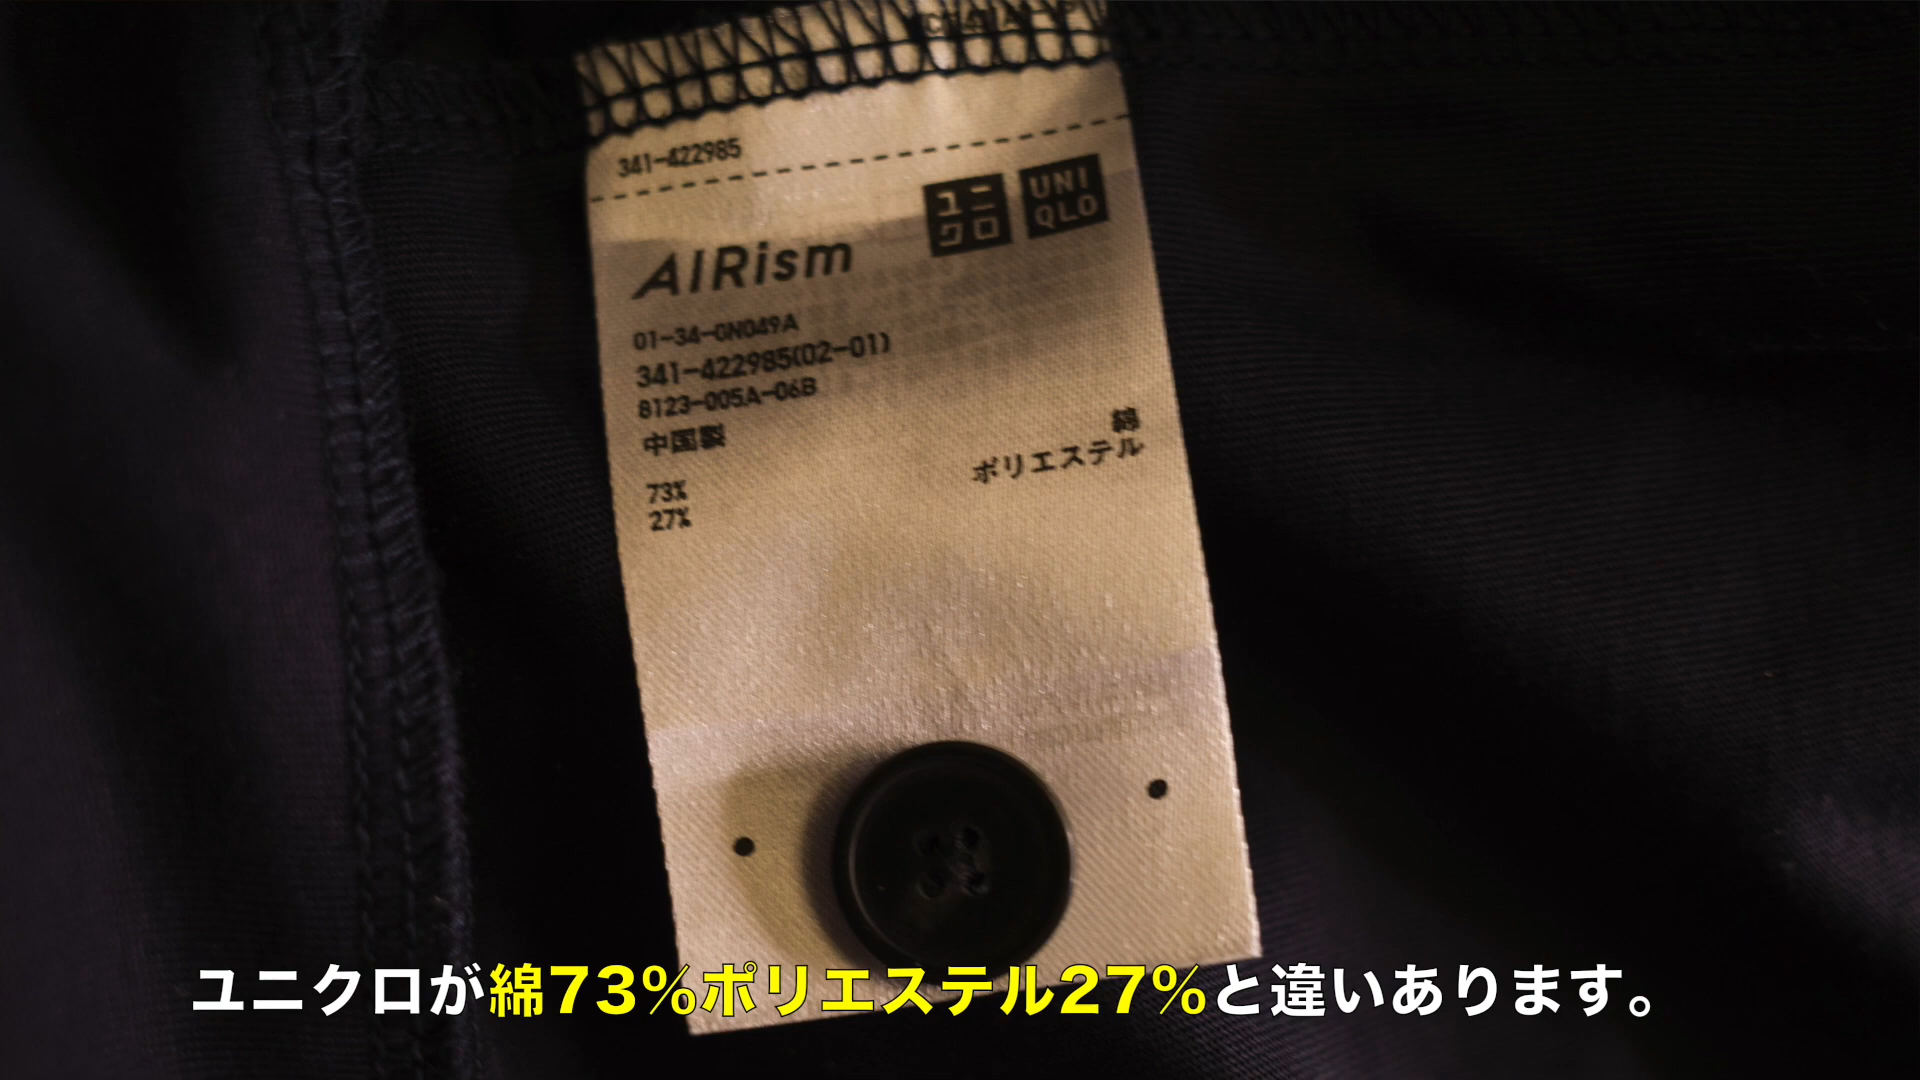 341-422985
ユニクロ
UNIQLO
AIRism
01-34-0N049A
341-422985(02-01)
8123-005A-06B
中国製
綿
ポリエステル
73%
27%
ユニクロが綿73%ポリエステル27%と違いあります。